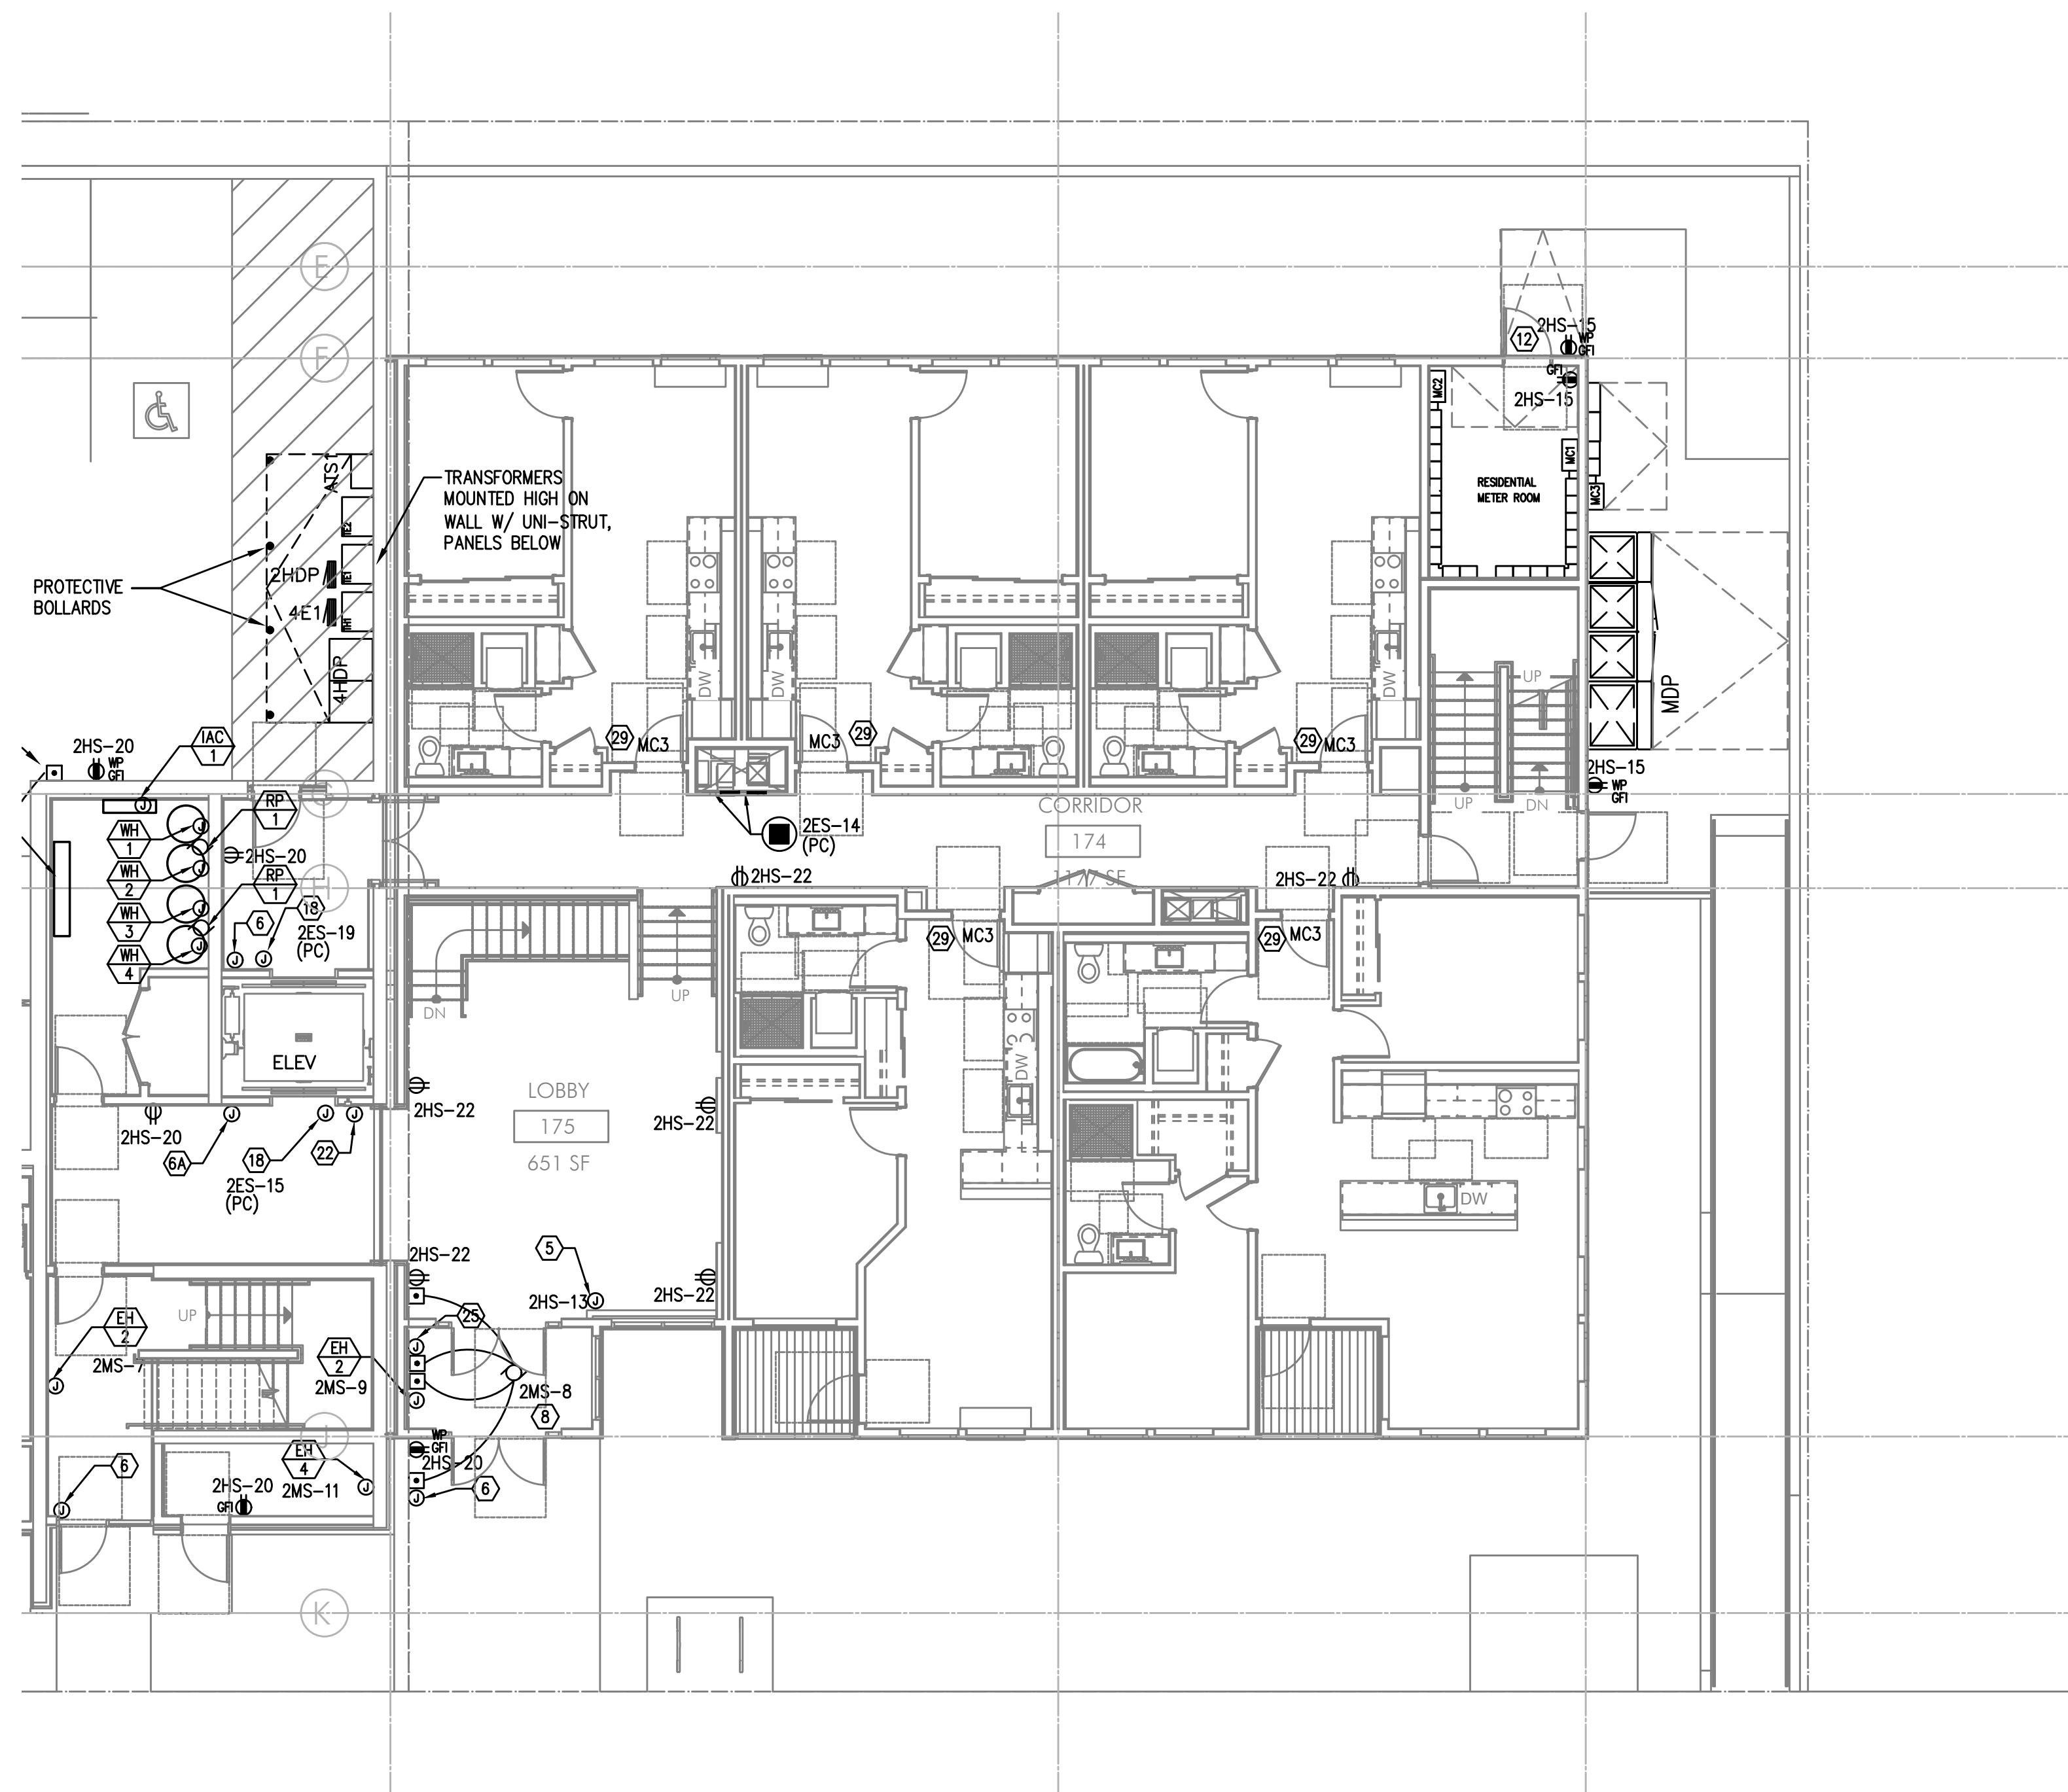 E
F
2HS-15
WP
GFI
12
GFI
2HS-15
MC2
MC1
MC3
RESIDENTIAL
METER ROOM
ATS1
TRANSFORMERS
MOUNTED HIGH ON
WALL W/ UNI-STRUT,
PANELS BELOW
TE2
PROTECTIVE
BOLLARDS
2HDP
TE1
4E1
TH1
4HDP
DW
DW
DW
UP
MDP
IAC
1
2HS-20
WP
GFI
29
MC3
MC3
29
29
MC3
2HS-15
WP
GFI
G
UP
DN
J
WH
1
J
RP
1
J
WH
2
J
2HS-20
CORRIDOR
174
1177 SF
2ES-14
(PC)
2HS-22
2HS-22
H
RP
1
WH
3
J
J
WH
4
J
6
18
2ES-19
(PC)
J
J
29
MC3
29
MC3
DN
UP
ELEV
DW
LOBBY
175
651 SF
2HS-22
2HS-22
2HS-20
J
J
J
6A
18
22
2ES-15
(PC)
DW
2HS-22
5
2HS-13
J
2HS-22
UP
EH
2
2MS-7
J
EH
2
2MS-9
25
J
J
2MS-8
8
J
WP
GFI
2HS-20
EH
4
2MS-11
J
2HS-20
GFI
6
J
J
6
K